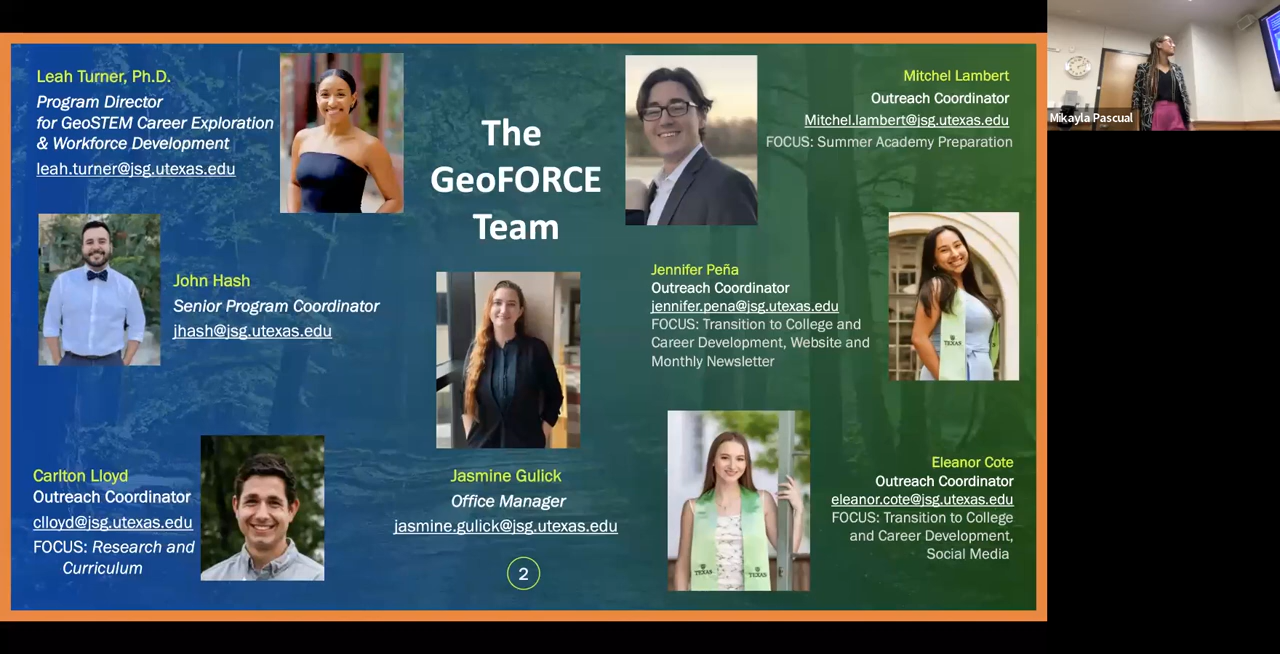 Leah Turner, Ph.D.
Program Director
for GeoSTEM Career Exploration
& Workforce Development
leah.turner@jsg.utexas.edu
The
GeoFORCE
Team
Mitchel Lambert
Outreach Coordinator
Mitchel.lambert@jsg.utexas.edu
FOCUS: Summer Academy Preparation
Mikayla Pascual
John Hash
Senior Program Coordinator
jhash@jsg.utexas.edu
Jennifer Peña
Outreach Coordinator
jennifer.pena@jsg.utexas.edu
FOCUS: Transition to College and
Career Development, Website and
Monthly Newsletter
TEXAS
Carlton Lloyd
Outreach Coordinator
clloyd@jsg.utexas.edu
FOCUS: Research and
Curriculum
Jasmine Gulick
Office Manager
jasmine.gulick@jsg.utexas.edu
2
TEXAS
TEXAS
Eleanor Cote
Outreach Coordinator
eleanor.cote@jsg.utexas.edu
FOCUS: Transition to College
and Career Development,
Social Media